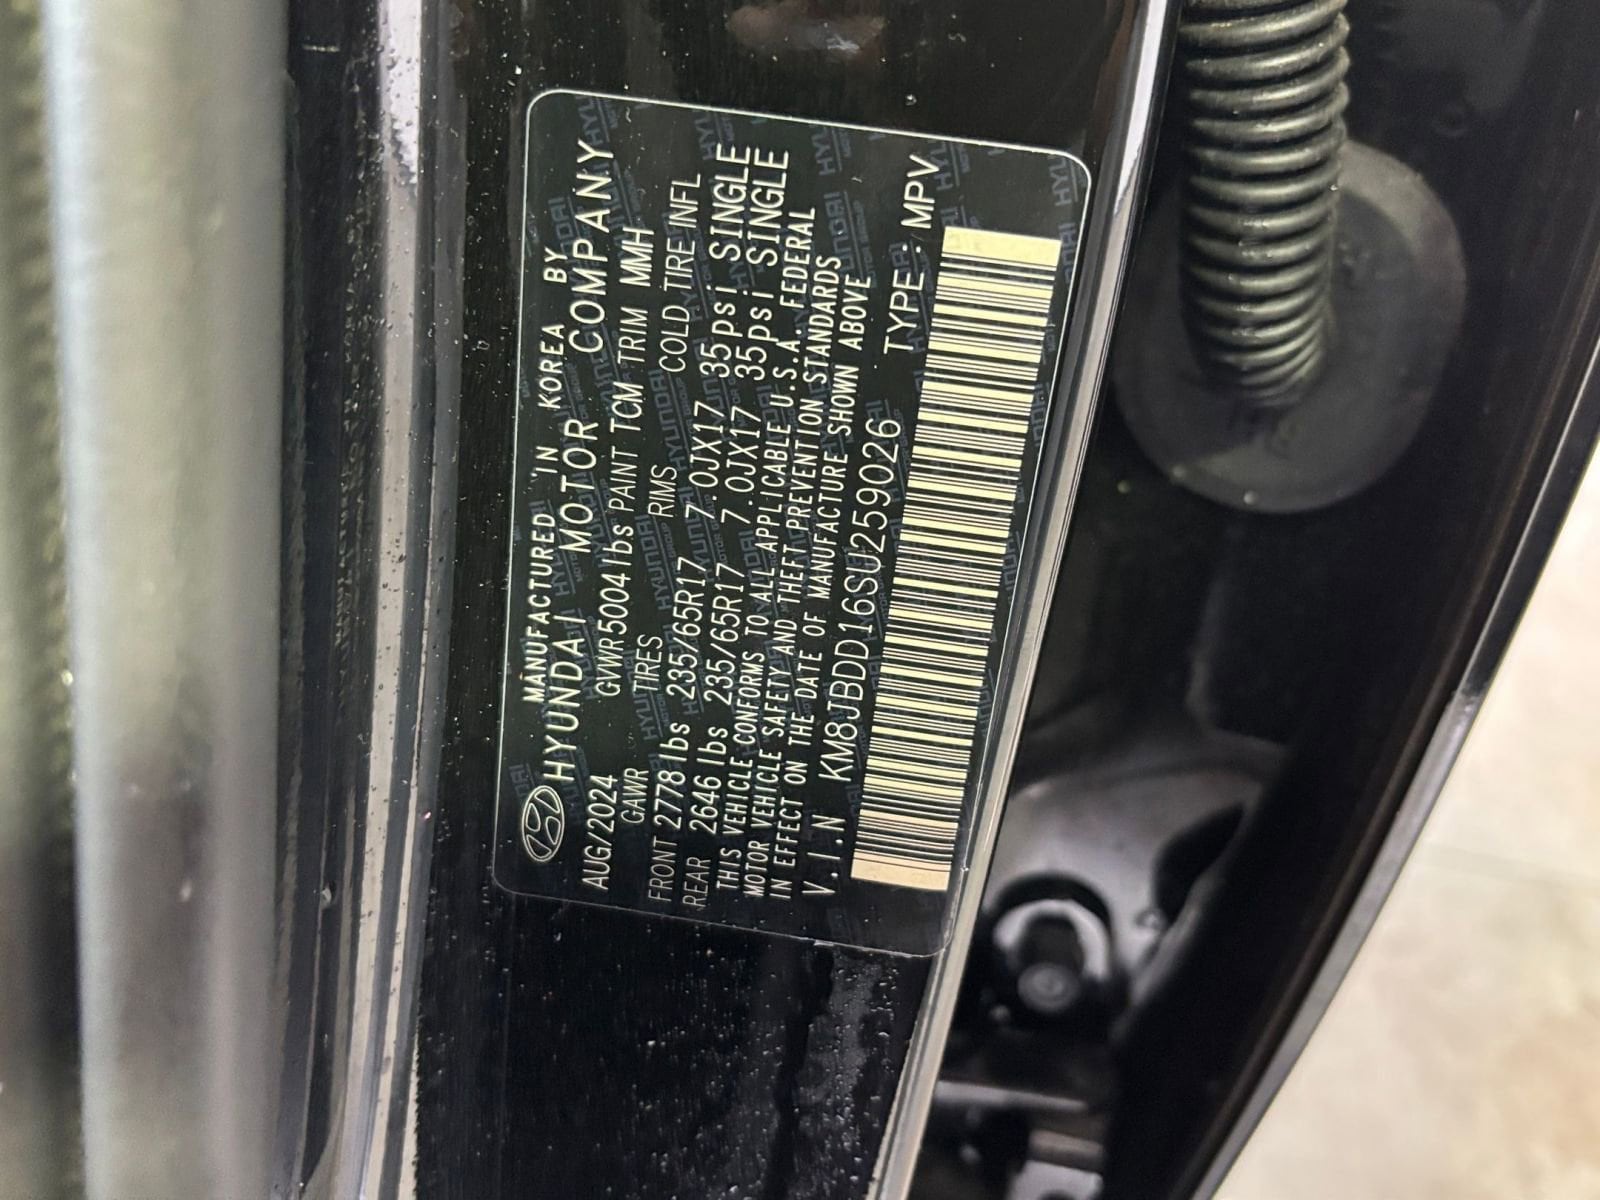 MANUFACTURED IN KOREA BY
HYUNDAI MOTOR COMPANY
AUG/2024 GVWR 5004 lbs PAINT TCM TRIM MMH
GAWR TIRES RIMS COLD TIRE INFL
FRONT 2778 lbs 235/65R17 7.0JX17 35psi SINGLE
REAR 2646 lbs 235/65R17 7.0JX17 35psi SINGLE
THIS VEHICLE CONFORMS TO ALL APPLICABLE U.S.A. FEDERAL
MOTOR VEHICLE SAFETY AND THEFT PREVENTION STANDARDS
IN EFFECT ON THE DATE OF MANUFACTURE SHOWN ABOVE
V.I.N KM8JBDD16SU259026 TYPE : MPV